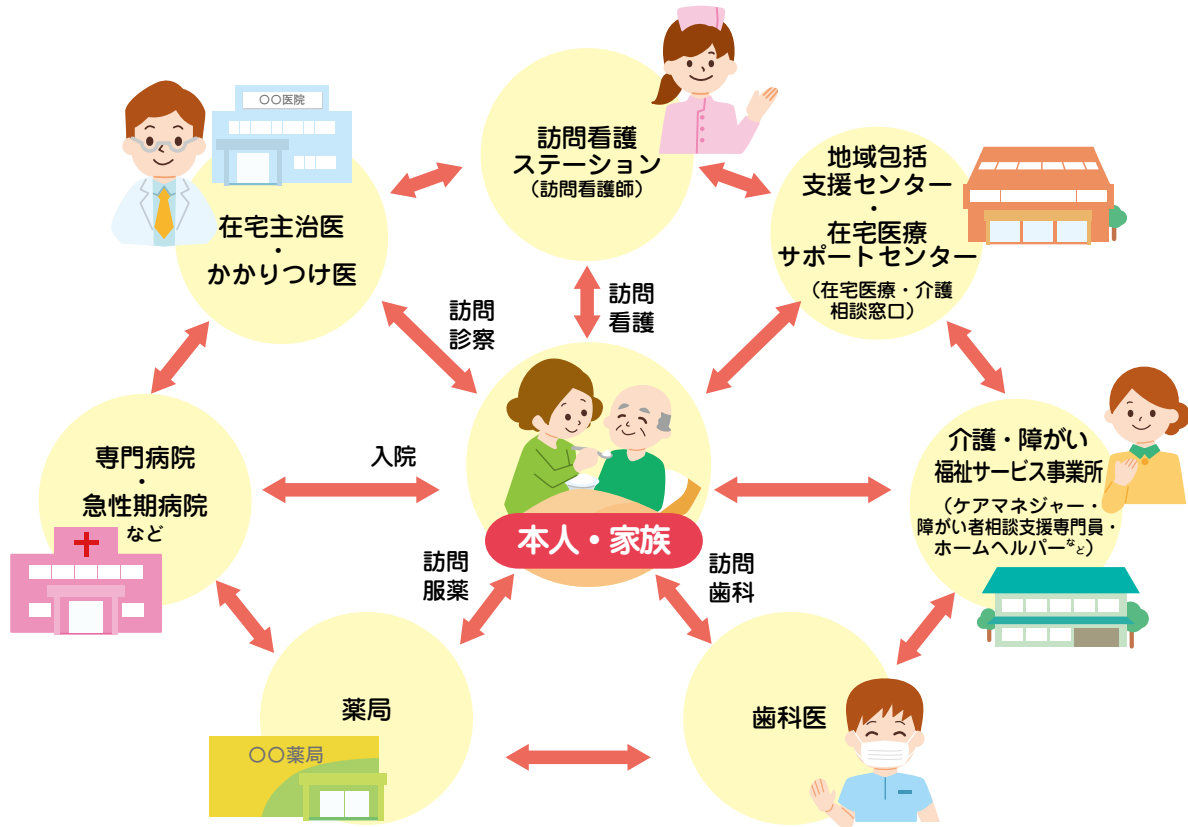 〇〇医院
在宅主治医
・
かかりつけ医
訪問看護
ステーション
（訪問看護師）
地域包括
支援センター
・
在宅医療
サポートセンター
（在宅医療・介護
相談窓口）
訪問
診察
訪問
看護
専門病院
・
急性期病院
など
入院
本人・家族
介護・障がい
福祉サービス事業所
（ケアマネジャー・
障がい者相談支援専門員・
ホームヘルパーなど）
訪問
服薬
訪問
歯科
薬局
〇〇薬局
歯科医